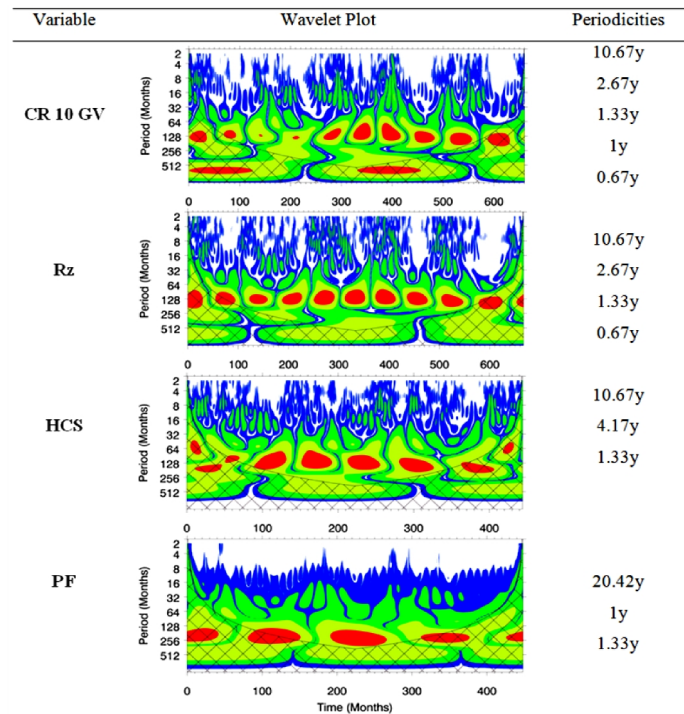 Variable Wavelet Plot Periodicities
CR 10 GV
Period (Months)
2
4
8
16
32
64
128
256
512
0 100 200 300 400 500 600
10.67y
2.67y
1.33y
1y
0.67y
Rz
Period (Months)
2
4
8
16
32
64
128
256
512
0 100 200 300 400 500 600
10.67y
2.67y
1.33y
0.67y
HCS
Period (Months)
2
4
8
16
32
64
128
256
512
0 100 200 300 400
10.67y
4.17y
1.33y
PF
Period (Months)
2
4
8
16
32
64
128
256
512
0 100 200 300 400
Time (Months)
20.42y
1y
1.33y